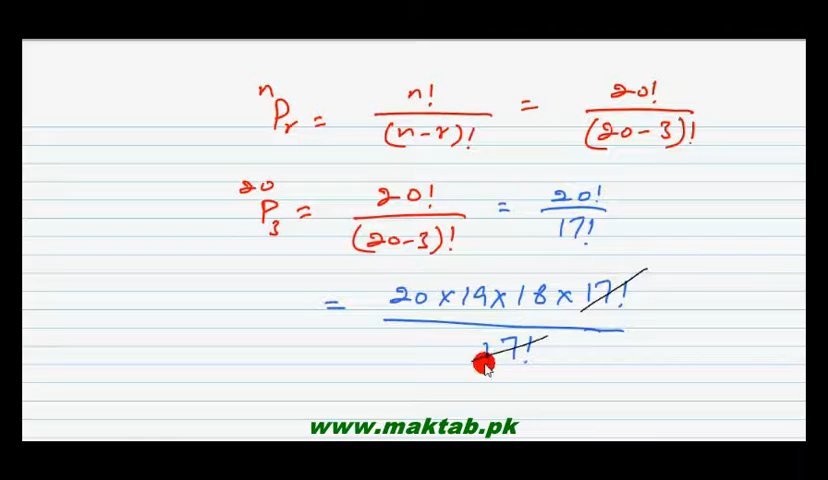 ⁿPᵣ = n! / (n-r)! = 20! / (20-3)!
²⁰P₃ = 20! / (20-3)! = 20! / 17!
= 20 × 19 × 18 × 17! / 17!
www.maktab.pk